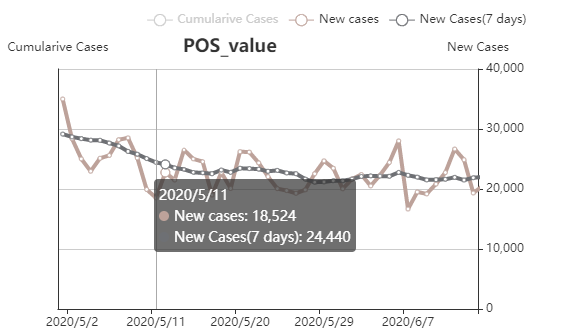 Cumularive Cases
New cases
New Cases(7 days)
Cumularive Cases
POS_value
New Cases
40,000
30,000
20,000
10,000
0
2020/5/11
New cases: 18,524
New Cases(7 days): 24,440
2020/5/2
2020/5/11
2020/5/20
2020/5/29
2020/6/7